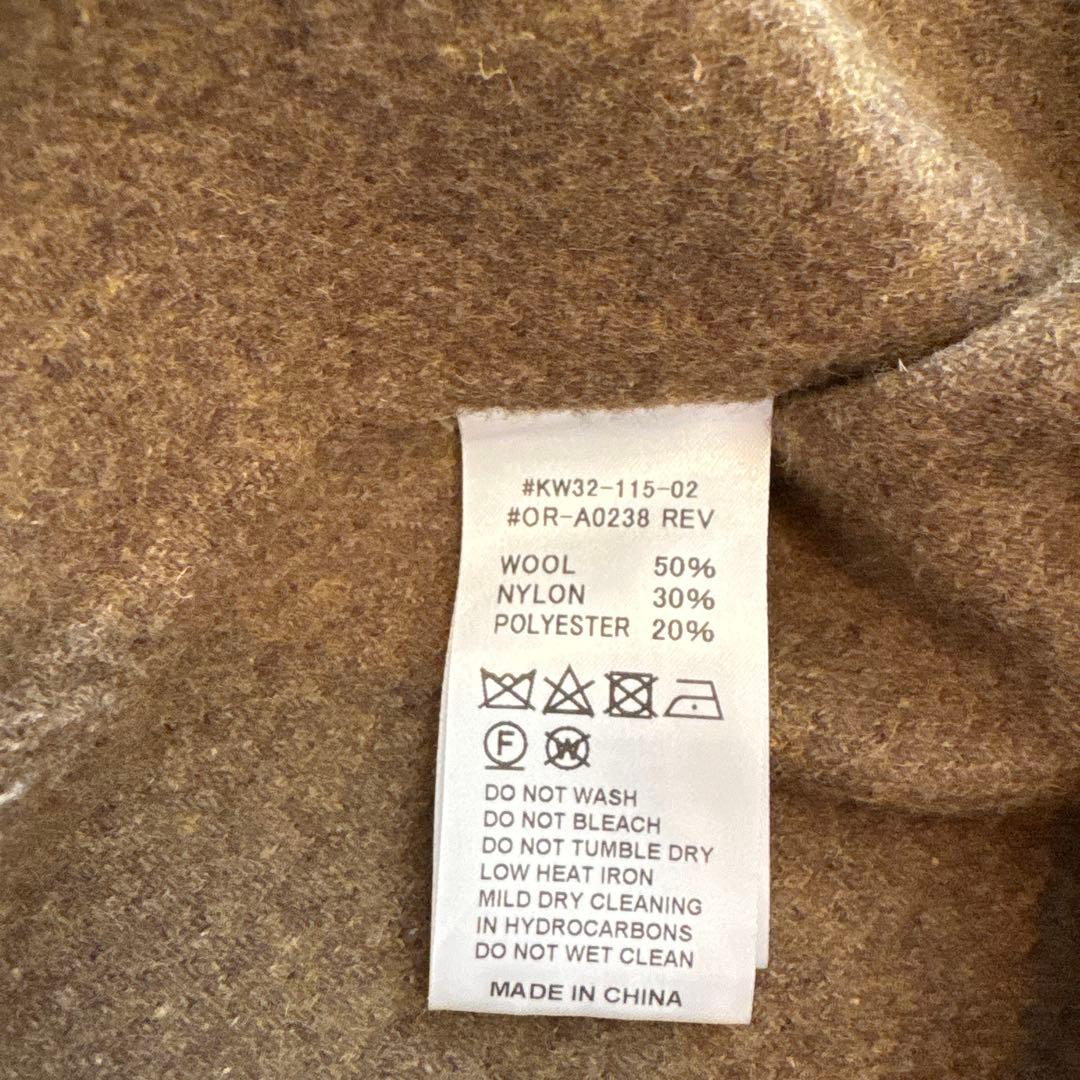 #KW32-115-02
#OR-A0238 REV
WOOL 50%
NYLON 30%
POLYESTER 20%
F W
DO NOT WASH
DO NOT BLEACH
DO NOT TUMBLE DRY
LOW HEAT IRON
MILD DRY CLEANING
IN HYDROCARBONS
DO NOT WET CLEAN
MADE IN CHINA